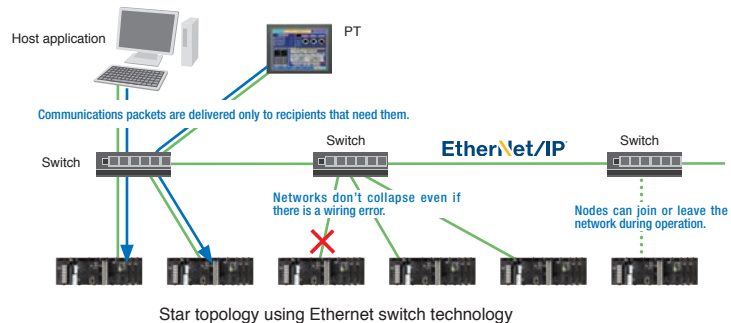 Host application
PT
Communications packets are delivered only to recipients that need them.
Switch
Switch
EtherNet/IP
Switch
Networks don't collapse even if
there is a wiring error.
Nodes can join or leave the
network during operation.
Star topology using Ethernet switch technology